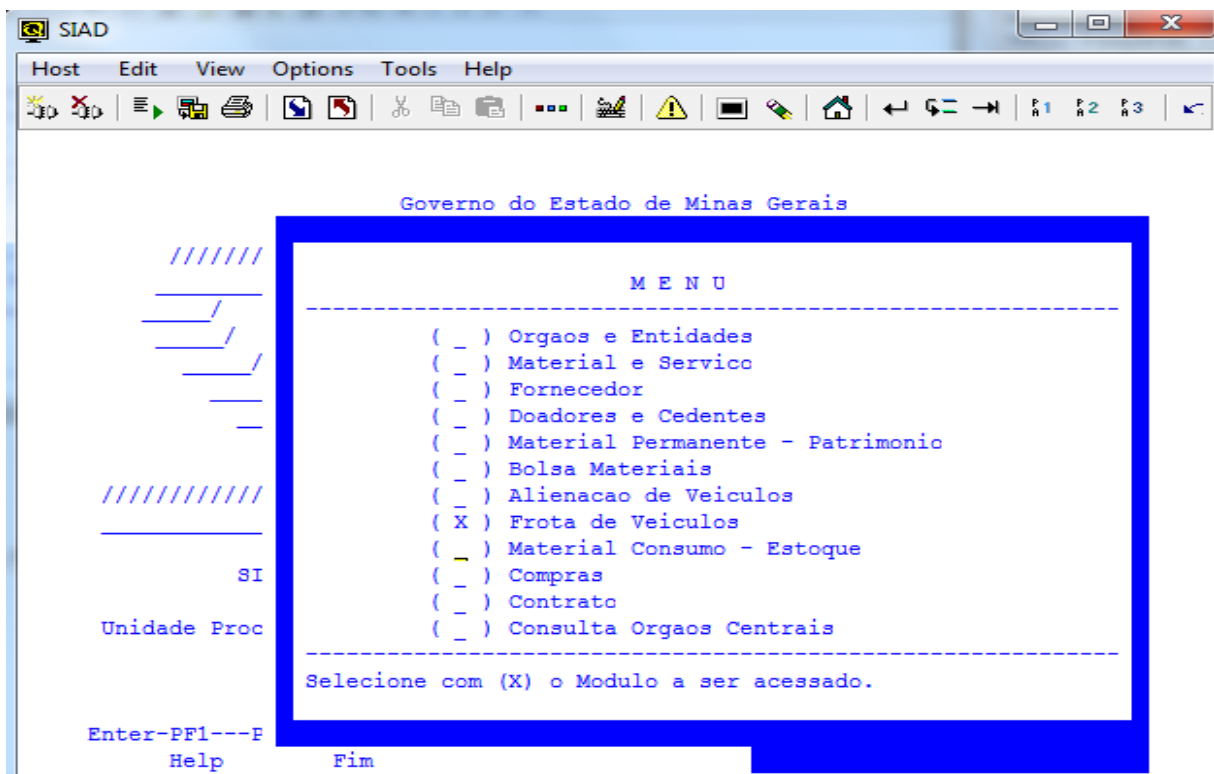 SIAD
Host Edit View Options Tools Help
Governo do Estado de Minas Gerais
///////
M E N U
( _ ) Orgaos e Entidades
( _ ) Material e Servico
( _ ) Fornecedor
( _ ) Doadores e Cedentes
( _ ) Material Permanente - Patrimonio
( _ ) Bolsa Materiais
( _ ) Alienacao de Veiculos
( X ) Frota de Veiculos
( _ ) Material Consumo - Estoque
( _ ) Compras
( _ ) Contrato
( _ ) Consulta Orgaos Centrais
Selecione com (X) o Modulo a ser acessado.
////////////
SI
Unidade Proc
Enter-PF1---P
Help Fim